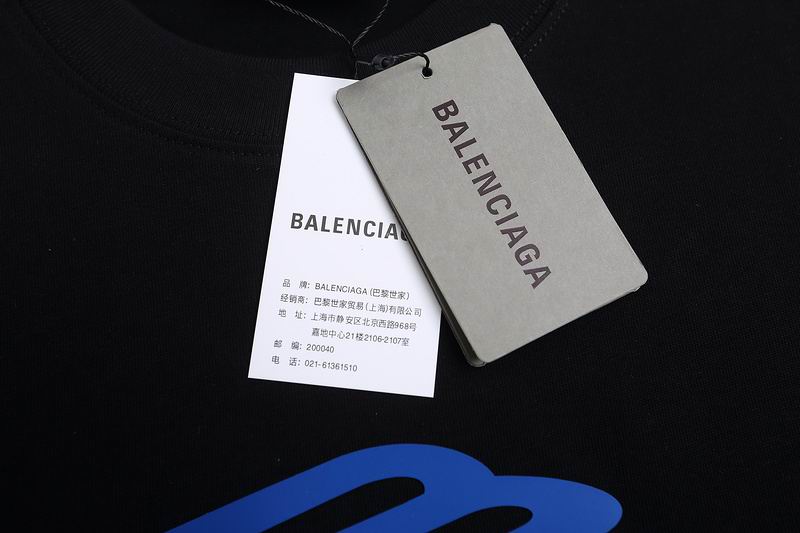 BALENCIAG
品 牌：BALENCIAGA (巴黎世家)
经销商：巴黎世家贸易(上海)有限公司
地 址：上海市静安区北京西路968号
嘉地中心21楼2106-2107室
邮 编：200040
电 话：021-61361510
BALENCIAGA